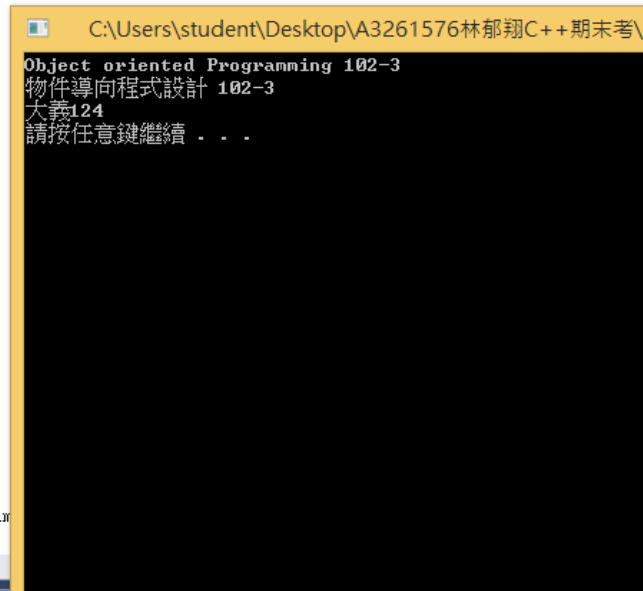 C:\Users\student\Desktop\A3261576林郁翔C++期末考\
Object oriented Programming 102-3
物件導向程式設計 102-3
大義124
請按任意鍵繼續 . . .